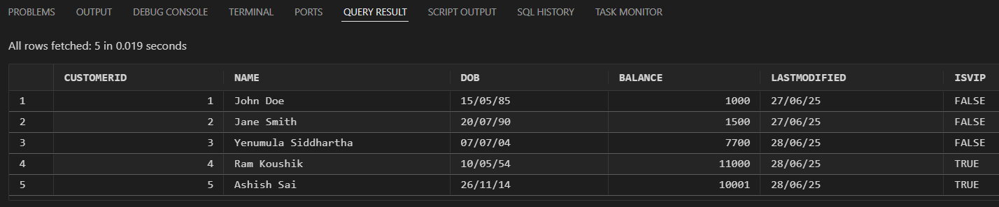 PROBLEMS OUTPUT DEBUG CONSOLE TERMINAL PORTS QUERY RESULT SCRIPT OUTPUT SQL HISTORY TASK MONITOR
All rows fetched: 5 in 0.019 seconds
CUSTOMERID NAME DOB BALANCE LASTMODIFIED ISVIP
1 1 John Doe 15/05/85 1000 27/06/25 FALSE
2 2 Jane Smith 20/07/90 1500 27/06/25 FALSE
3 3 Yenumula Siddhartha 07/07/04 7700 28/06/25 FALSE
4 4 Ram Koushik 10/05/54 11000 28/06/25 TRUE
5 5 Ashish Sai 26/11/14 10001 28/06/25 TRUE